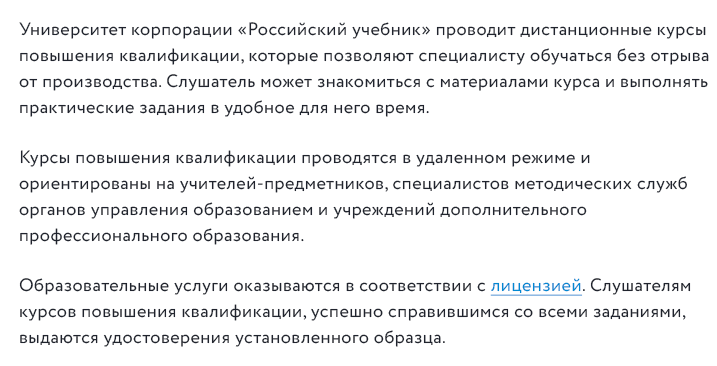 Университет корпорации «Российский учебник» проводит дистанционные курсы
повышения квалификации, которые позволяют специалисту обучаться без отрыва
от производства. Слушатель может знакомиться с материалами курса и выполнять
практические задания в удобное для него время.
Курсы повышения квалификации проводятся в удаленном режиме и
ориентированы на учителей-предметников, специалистов методических служб
органов управления образованием и учреждений дополнительного
профессионального образования.
Образовательные услуги оказываются в соответствии с лицензией. Слушателям
курсов повышения квалификации, успешно справившимся со всеми заданиями,
выдаются удостоверения установленного образца.